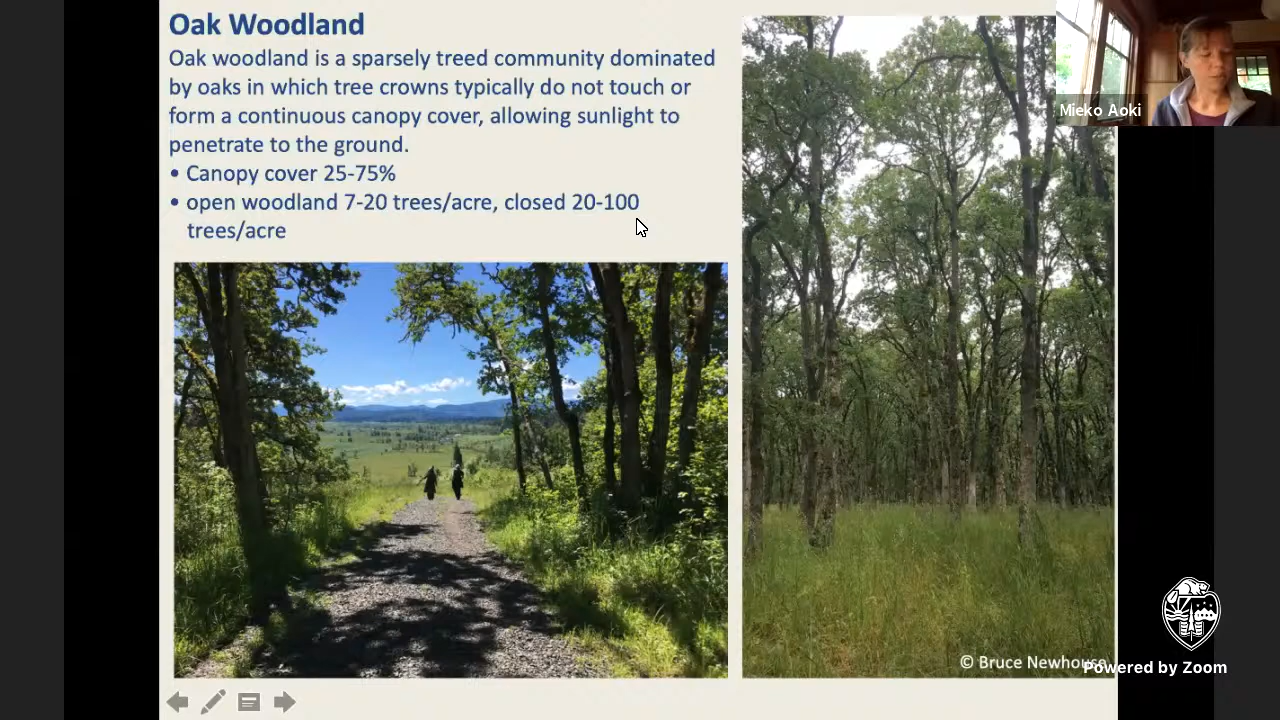 Oak Woodland
Oak woodland is a sparsely treed community dominated
by oaks in which tree crowns typically do not touch or
form a continuous canopy cover, allowing sunlight to
penetrate to the ground.
• Canopy cover 25-75%
• open woodland 7-20 trees/acre, closed 20-100
trees/acre
Mieko Aoki
© Bruce Newhouse
Powered by Zoom